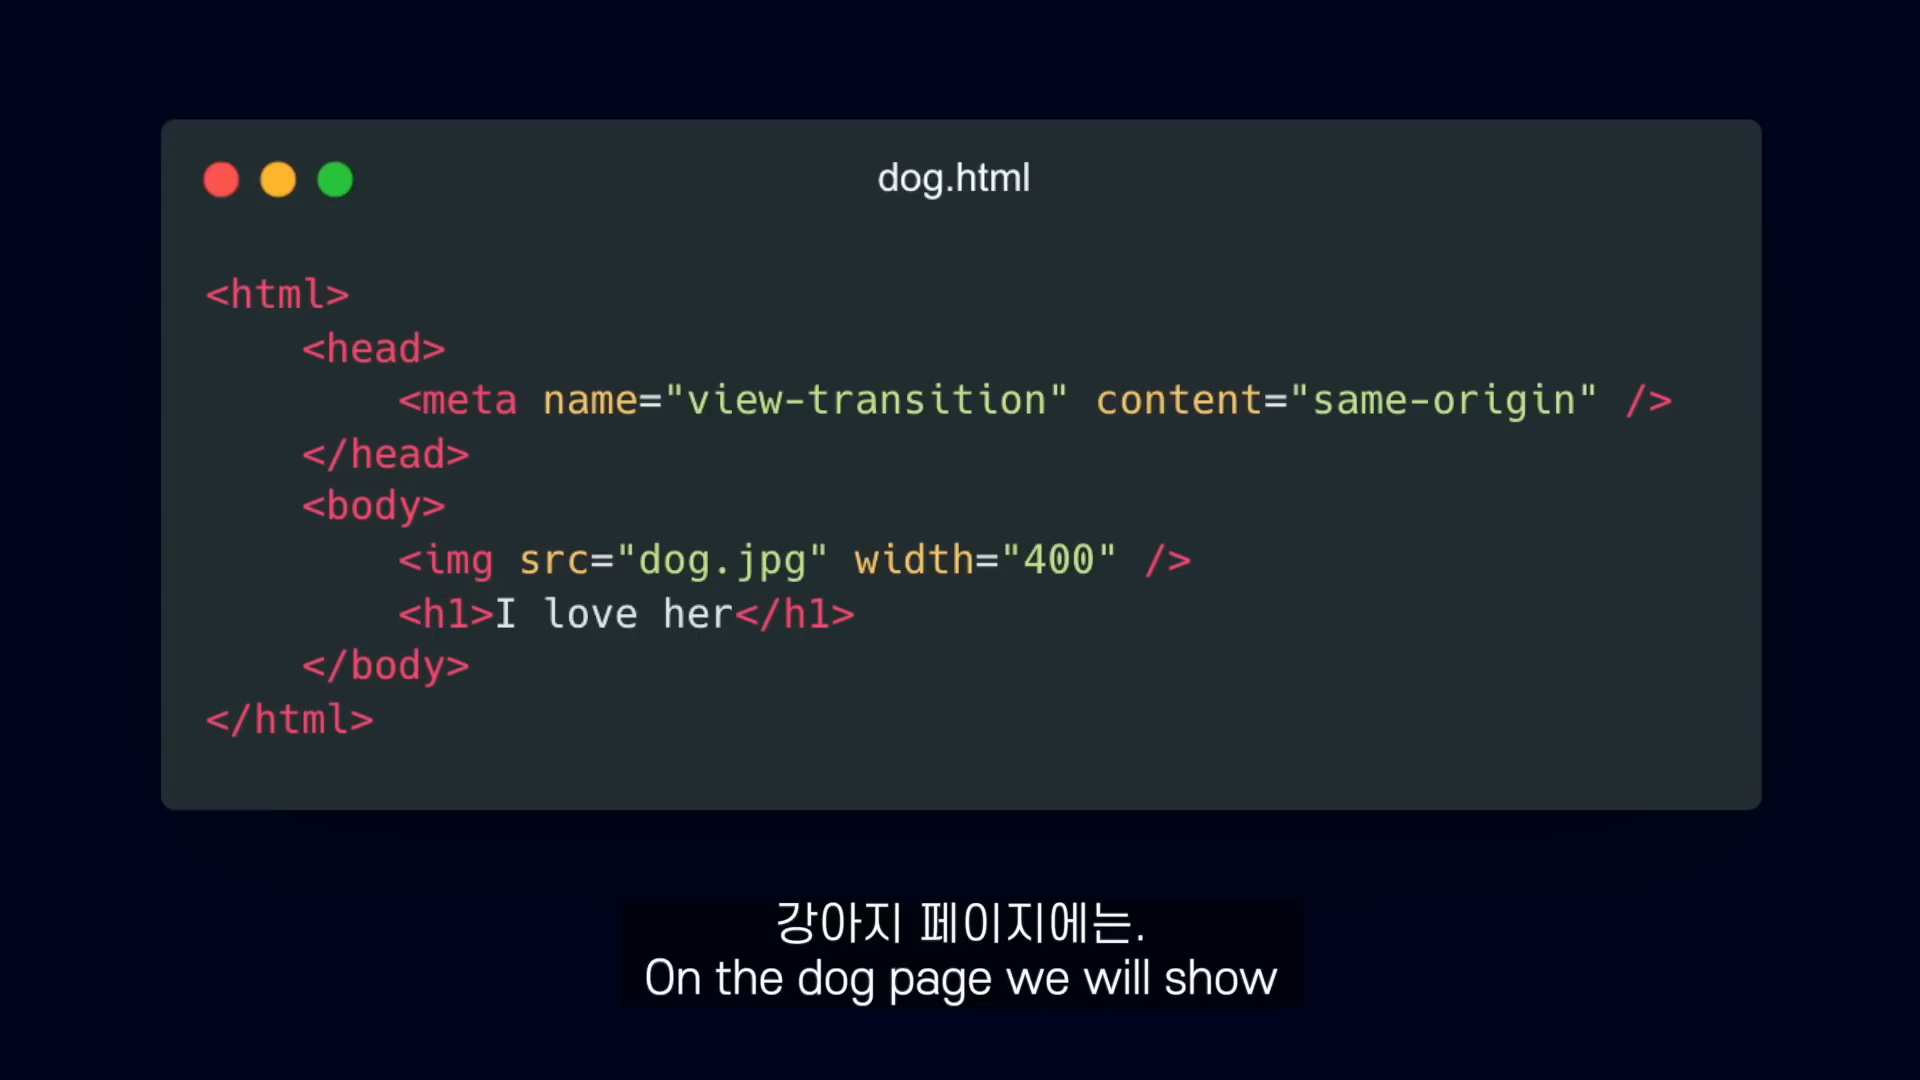 dog.html
<html>
<head>
<meta name="view-transition" content="same-origin" />
</head>
<body>
<img src="dog.jpg" width="400" />
<h1>I love her</h1>
</body>
</html>
강아지 페이지에는.
On the dog page we will show